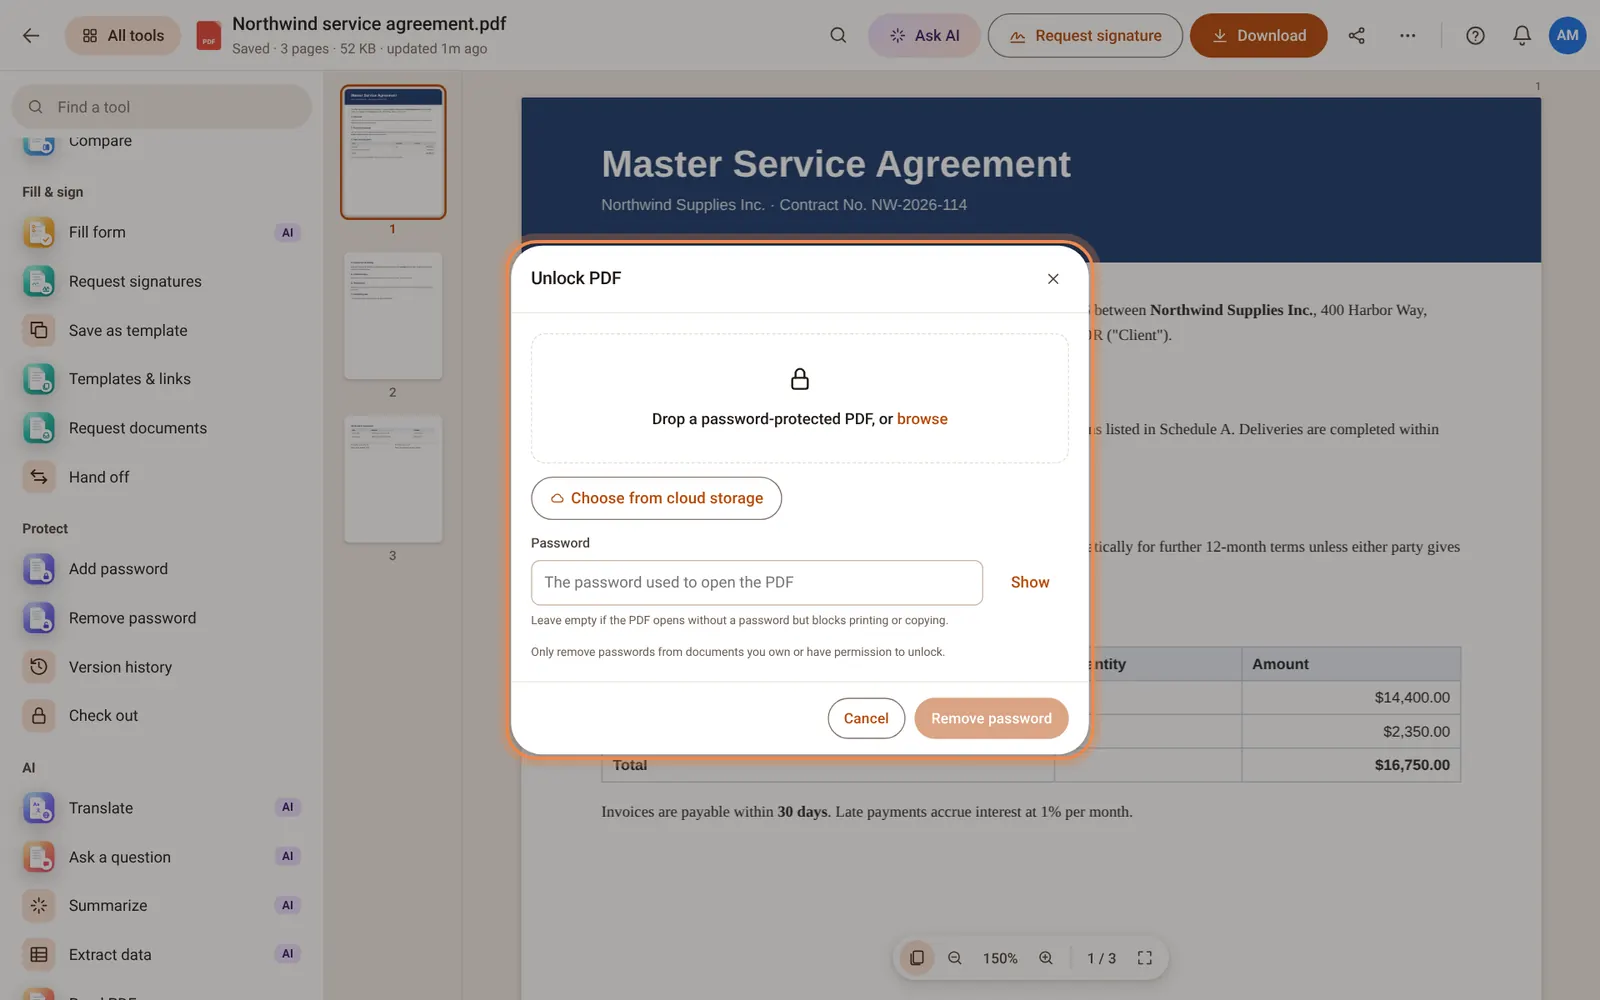 All tools
PDF
Northwind service agreement.pdf
Saved · 3 pages · 52 KB · updated 1m ago
Ask AI
Request signature
Download
AM
Find a tool
Compare
Fill & sign
Fill form
AI
Request signatures
Save as template
Templates & links
Request documents
Hand off
Protect
Add password
Remove password
Version history
Check out
AI
Translate
AI
Ask a question
AI
Summarize
AI
Extract data
AI
Master Service Agreement
1
2
3
1
Master Service Agreement
Northwind Supplies Inc. · Contract No. NW-2026-114
between Northwind Supplies Inc., 400 Harbor Way,
OR ("Client").
listed in Schedule A. Deliveries are completed within
for further 12-month terms unless either party gives
Amount
$14,400.00
$2,350.00
Total
$16,750.00
Invoices are payable within 30 days. Late payments accrue interest at 1% per month.
Unlock PDF
Drop a password-protected PDF, or browse
Choose from cloud storage
Password
The password used to open the PDF
Show
Leave empty if the PDF opens without a password but blocks printing or copying.
Only remove passwords from documents you own or have permission to unlock.
Cancel
Remove password
150%
1 / 3